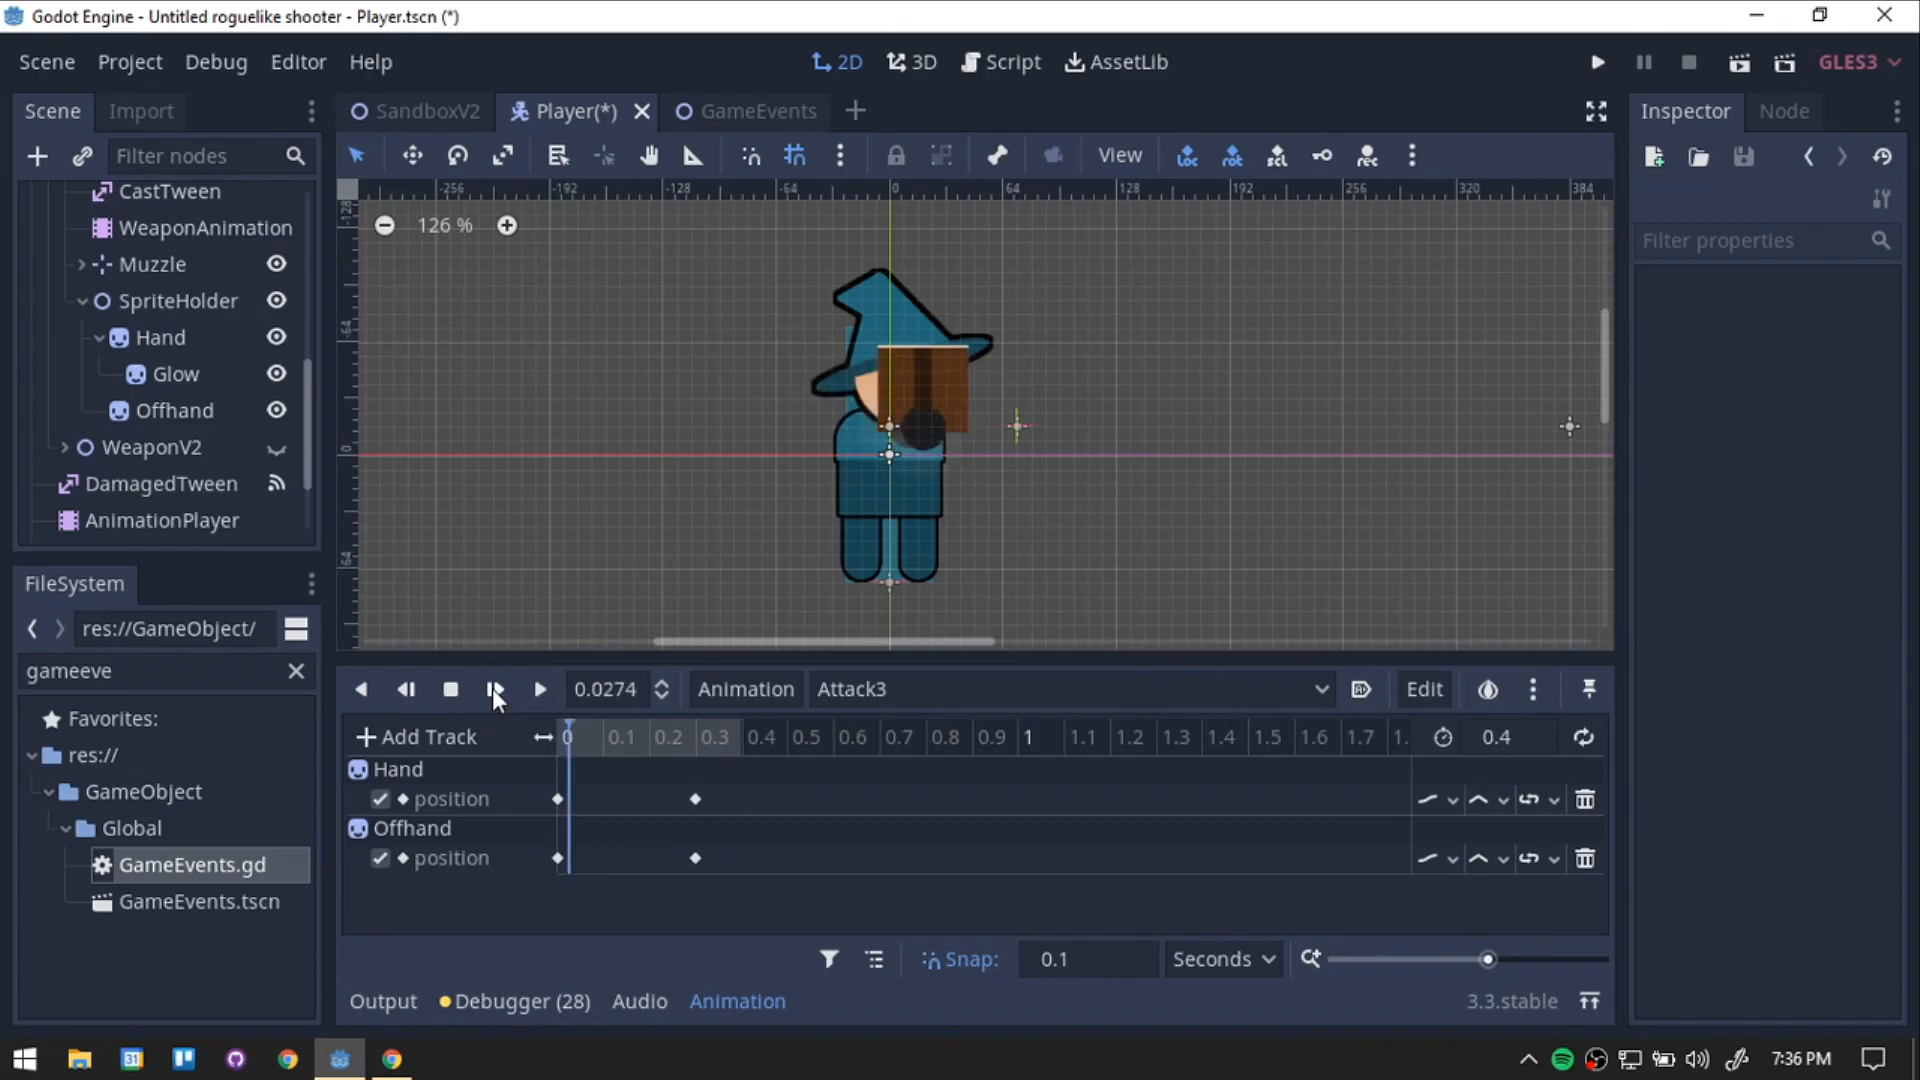 Godot Engine - Untitled roguelike shooter - Player.tscn (*)
Scene Project Debug Editor Help
2D 3D Script AssetLib
GLES3
Scene Import
SandboxV2 Player(*) GameEvents
Inspector Node
Filter nodes
View
-256 -192 -128 -64 0 64 128 192 256 320 384
126 %
Filter properties
CastTween
WeaponAnimation
Muzzle
SpriteHolder
Hand
Glow
Offhand
WeaponV2
DamagedTween
AnimationPlayer
-128
-64
0
64
FileSystem
res://GameObject/
gameeve
Favorites:
res://
GameObject
Global
GameEvents.gd
GameEvents.tscn
0.0274 Animation Attack3 Edit
Add Track 0 0.1 0.2 0.3 0.4 0.5 0.6 0.7 0.8 0.9 1 1.1 1.2 1.3 1.4 1.5 1.6 1.7 1. 0.4
Hand
position
Offhand
position
Snap: 0.1 Seconds
Output Debugger (28) Audio Animation 3.3.stable
31
7:36 PM